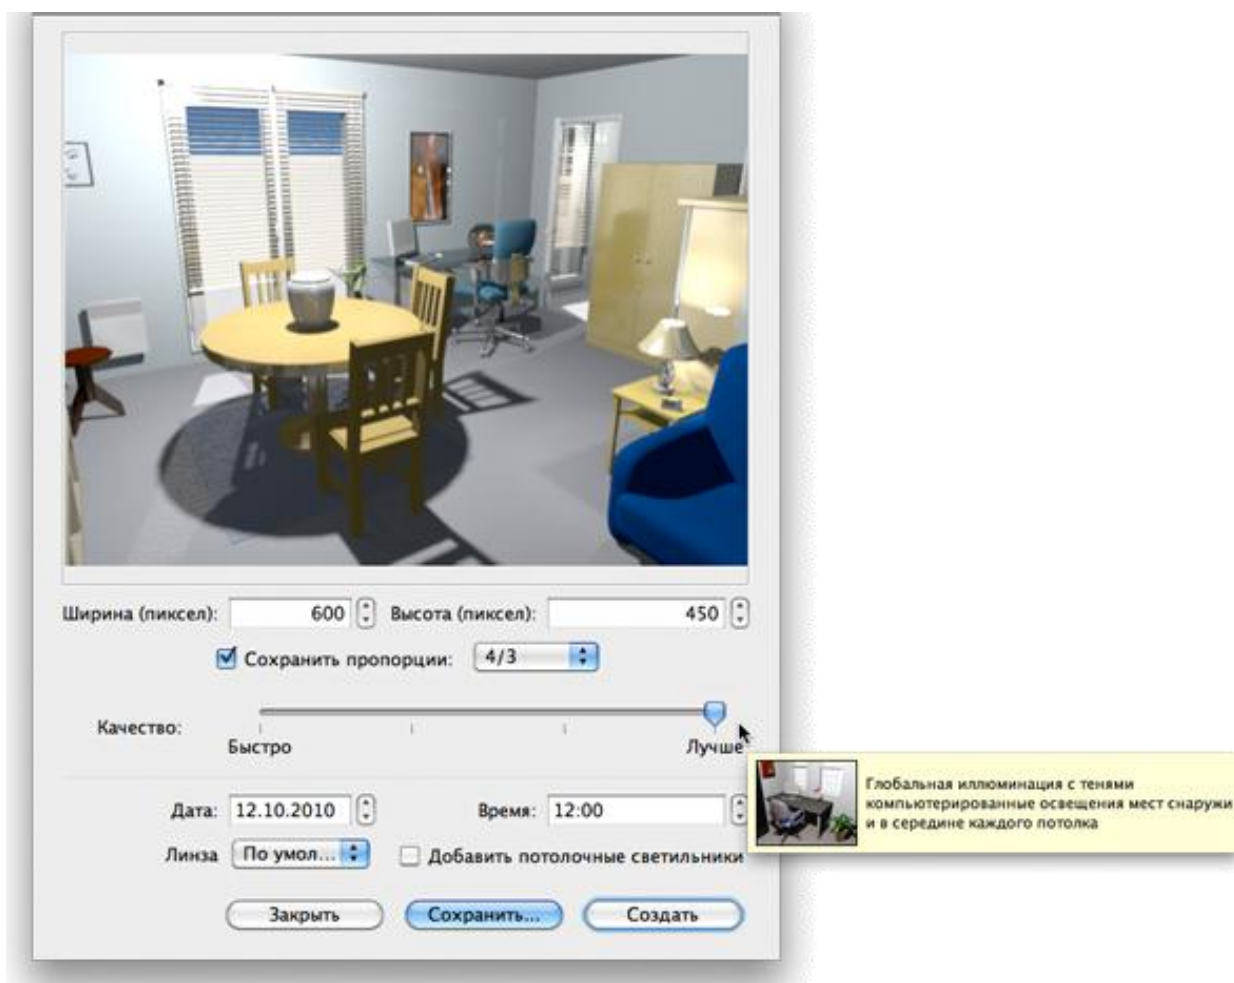 Ширина (пиксел): 600 Высота (пиксел): 450
Сохранить пропорции: 4/3
Качество:
Быстро Лучше
Глобальная иллюминация с тенями
компьютерированные освещения мест снаружи
и в середине каждого потолка
Дата: 12.10.2010 Время: 12:00
Линза По умол... Добавить потолочные светильники
Закрыть Сохранить... Создать